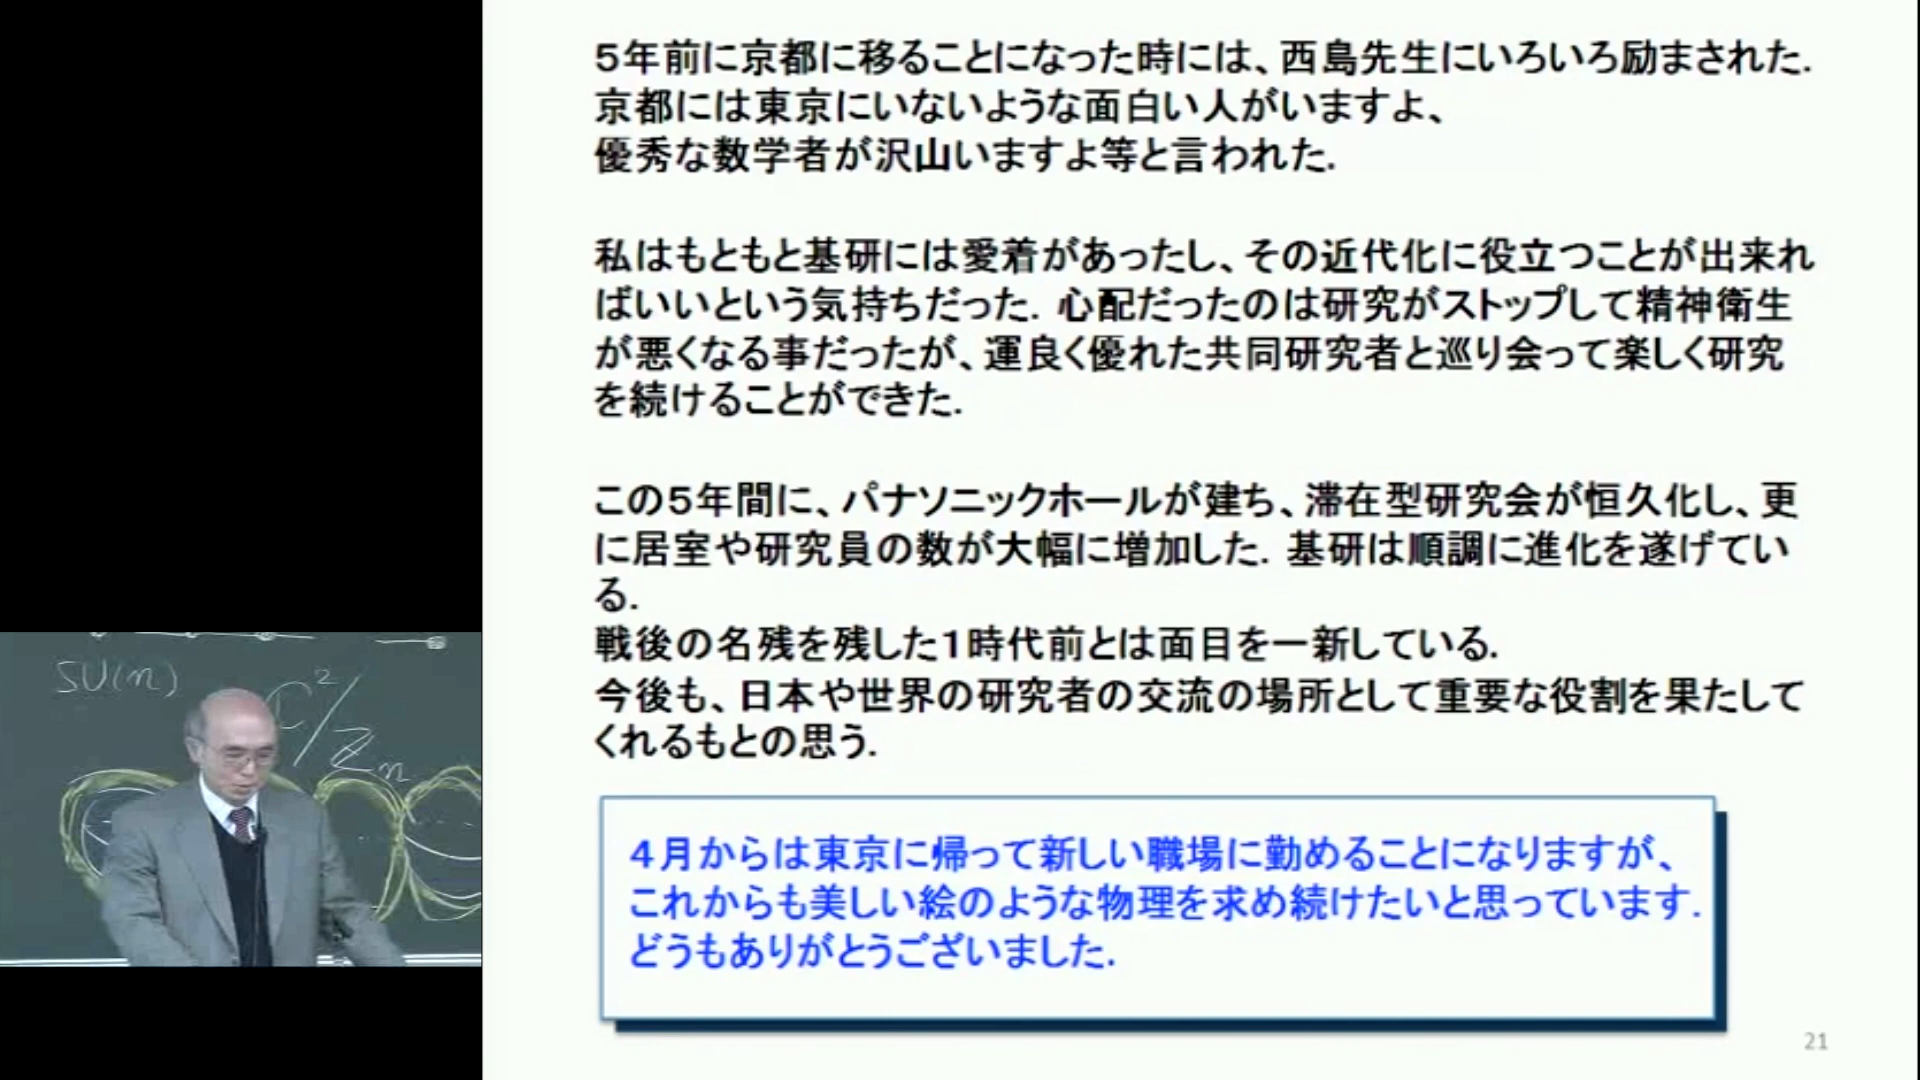 5年前に京都に移ることになった時には、西島先生にいろいろ励まされた.
京都には東京にいないような面白い人がいますよ、
優秀な数学者が沢山いますよ等と言われた.
私はもともと基研には愛着があったし、その近代化に役立つことが出来れ
ばいいという気持ちだった. 心配だったのは研究がストップして精神衛生
が悪くなる事だったが、運良く優れた共同研究者と巡り会って楽しく研究
を続けることができた.
この5年間に、パナソニックホールが建ち、滞在型研究会が恒久化し、更
に居室や研究員の数が大幅に増加した. 基研は順調に進化を遂げてい
る.
戦後の名残を残した1時代前とは面目を一新している.
今後も、日本や世界の研究者の交流の場所として重要な役割を果たして
くれるもとの思う.
4月からは東京に帰って新しい職場に勤めることになりますが、
これからも美しい絵のような物理を求め続けたいと思っています.
どうもありがとうございました.
21
SU(n)
C²/Zn